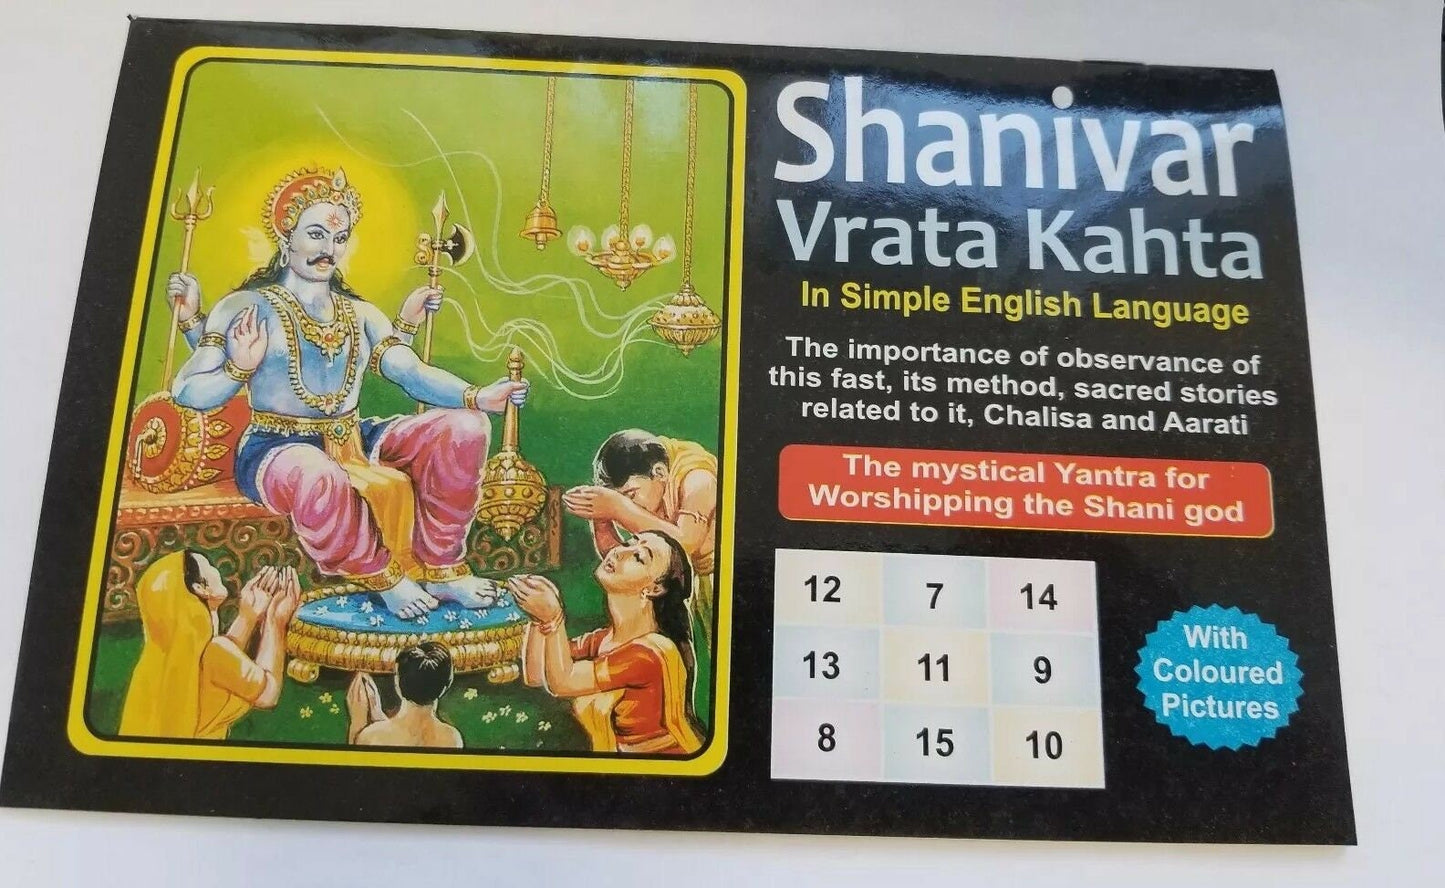 Shanivar
Vrata Kahta
In Simple English Language
The importance of observance of
this fast, its method, sacred stories
related to it, Chalisa and Aarati
The mystical Yantra for
Worshipping the Shani god
12 7 14
13 11 9
8 15 10
With
Coloured
Pictures